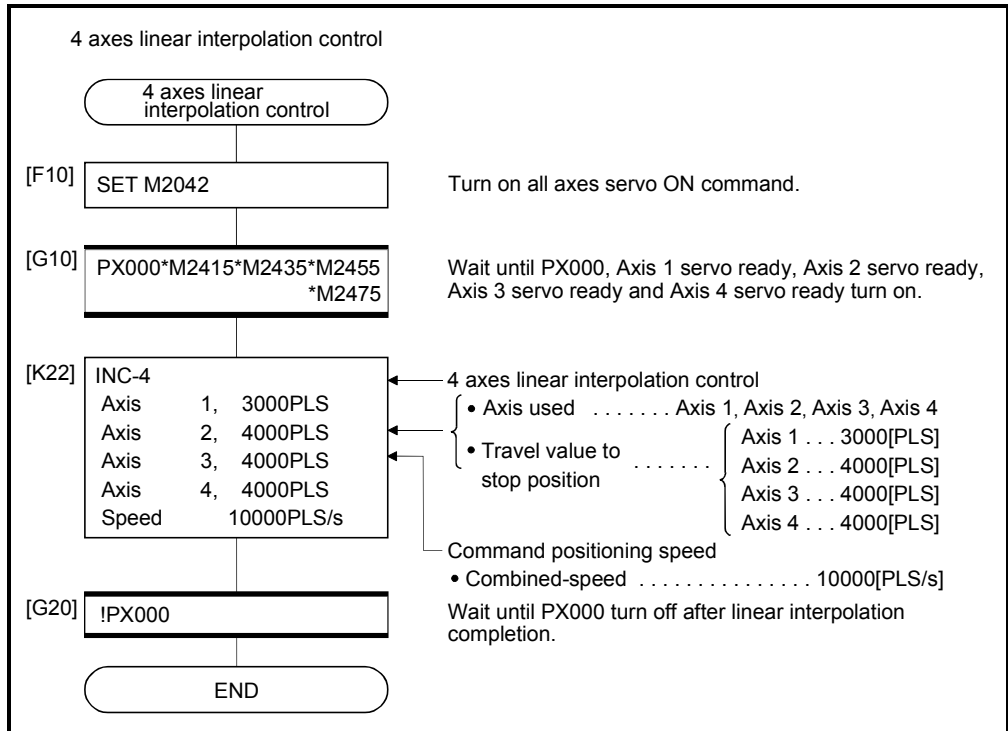 4 axes linear interpolation control
4 axes linear
interpolation control
[F10]
SET M2042
Turn on all axes servo ON command.
[G10]
PX000*M2415*M2435*M2455
*M2475
Wait until PX000, Axis 1 servo ready, Axis 2 servo ready,
Axis 3 servo ready and Axis 4 servo ready turn on.
[K22]
INC-4
Axis 1, 3000PLS
Axis 2, 4000PLS
Axis 3, 4000PLS
Axis 4, 4000PLS
Speed 10000PLS/s
4 axes linear interpolation control
• Axis used . . . . . . . Axis 1, Axis 2, Axis 3, Axis 4
• Travel value to
stop position . . . . . . .
Axis 1 . . . 3000[PLS]
Axis 2 . . . 4000[PLS]
Axis 3 . . . 4000[PLS]
Axis 4 . . . 4000[PLS]
Command positioning speed
• Combined-speed . . . . . . . . . . . . . . . 10000[PLS/s]
[G20]
!PX000
Wait until PX000 turn off after linear interpolation
completion.
END